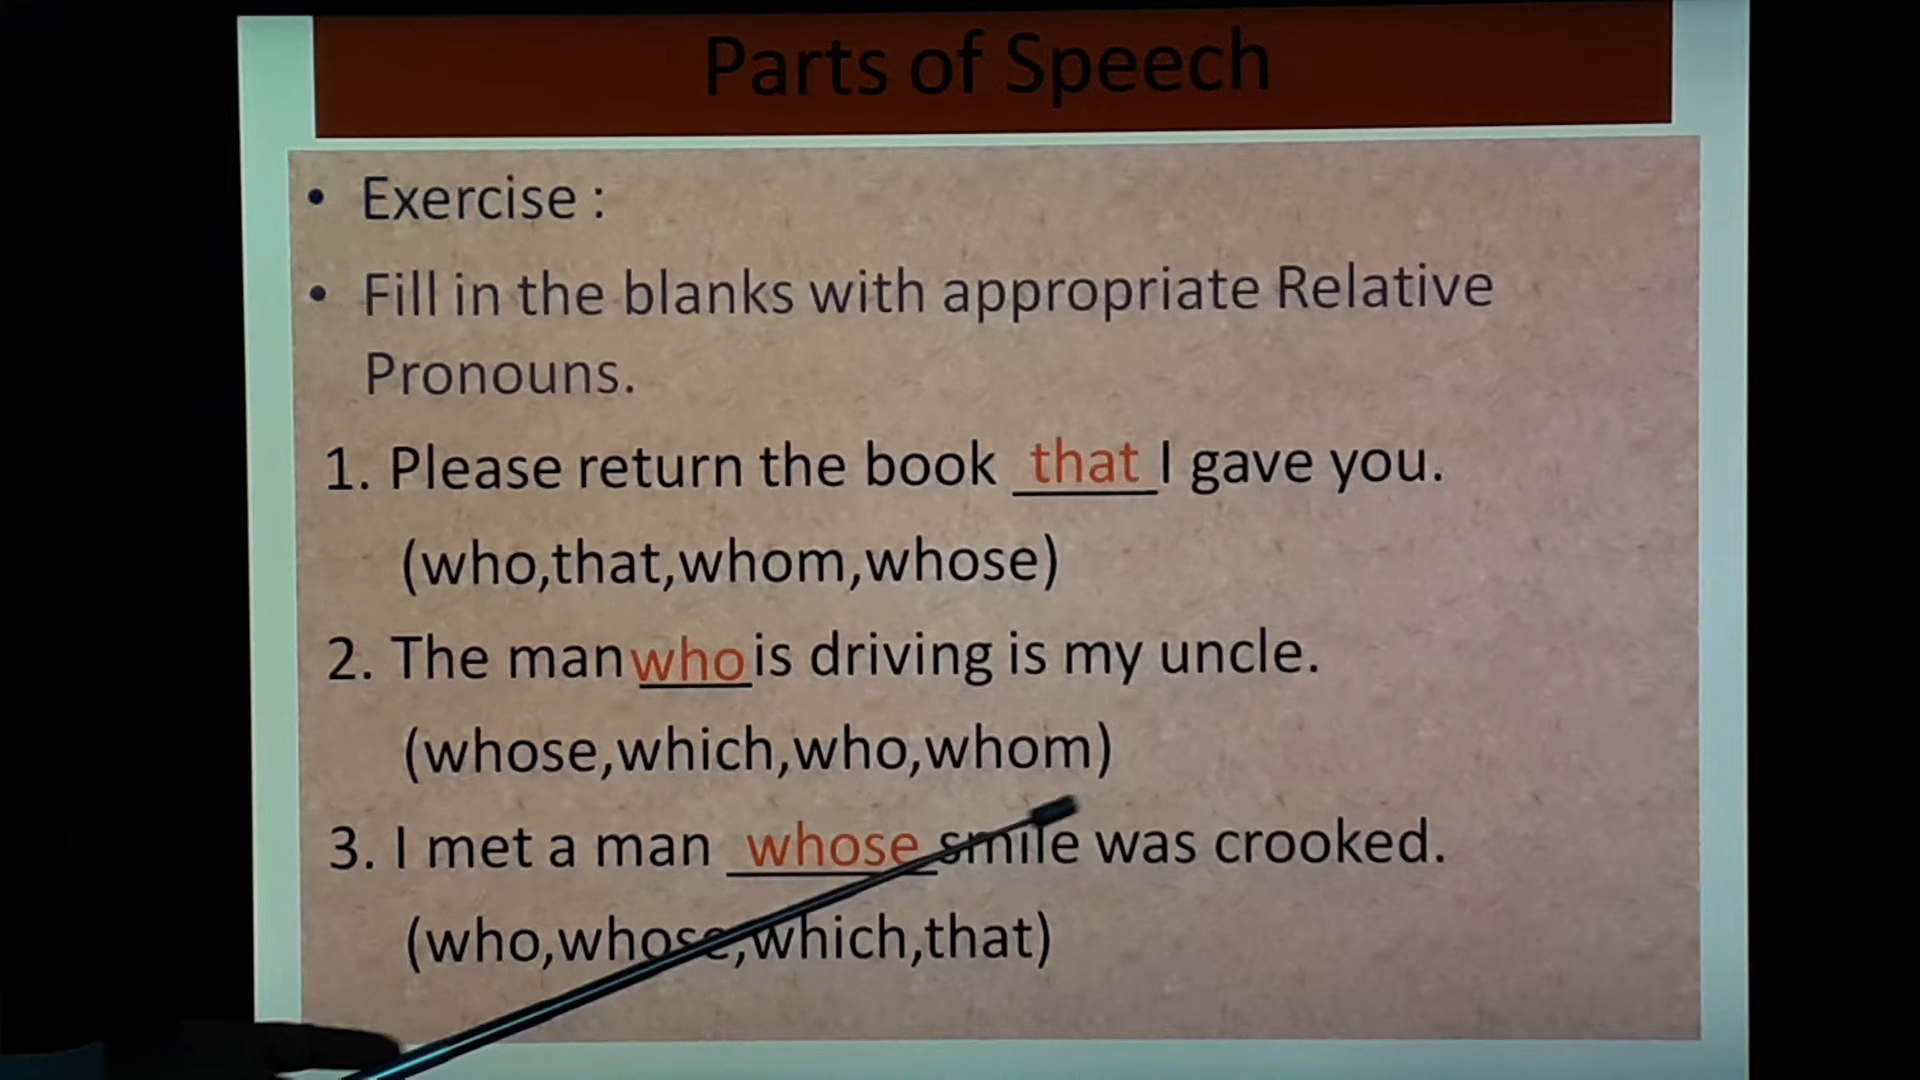 Parts of Speech
• Exercise :
• Fill in the blanks with appropriate Relative
Pronouns.
1. Please return the book that I gave you.
(who,that,whom,whose)
2. The man who is driving is my uncle.
(whose,which,who,whom)
3. I met a man whose smile was crooked.
(who,whose,which,that)